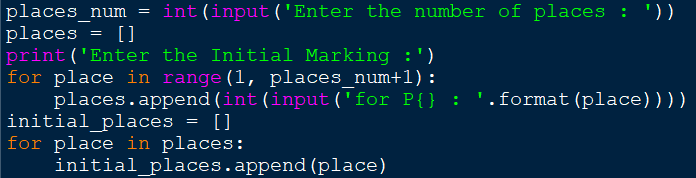 places_num = int(input('Enter the number of places : '))
places = []
print('Enter the Initial Marking :')
for place in range(1, places_num+1):
    places.append(int(input('for P{} : '.format(place))))
initial_places = []
for place in places:
    initial_places.append(place)